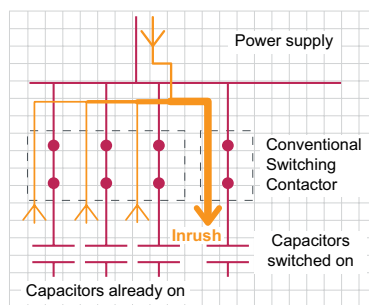 Power supply
Conventional
Switching
Contactor
Inrush
Capacitors
switched on
Capacitors already on